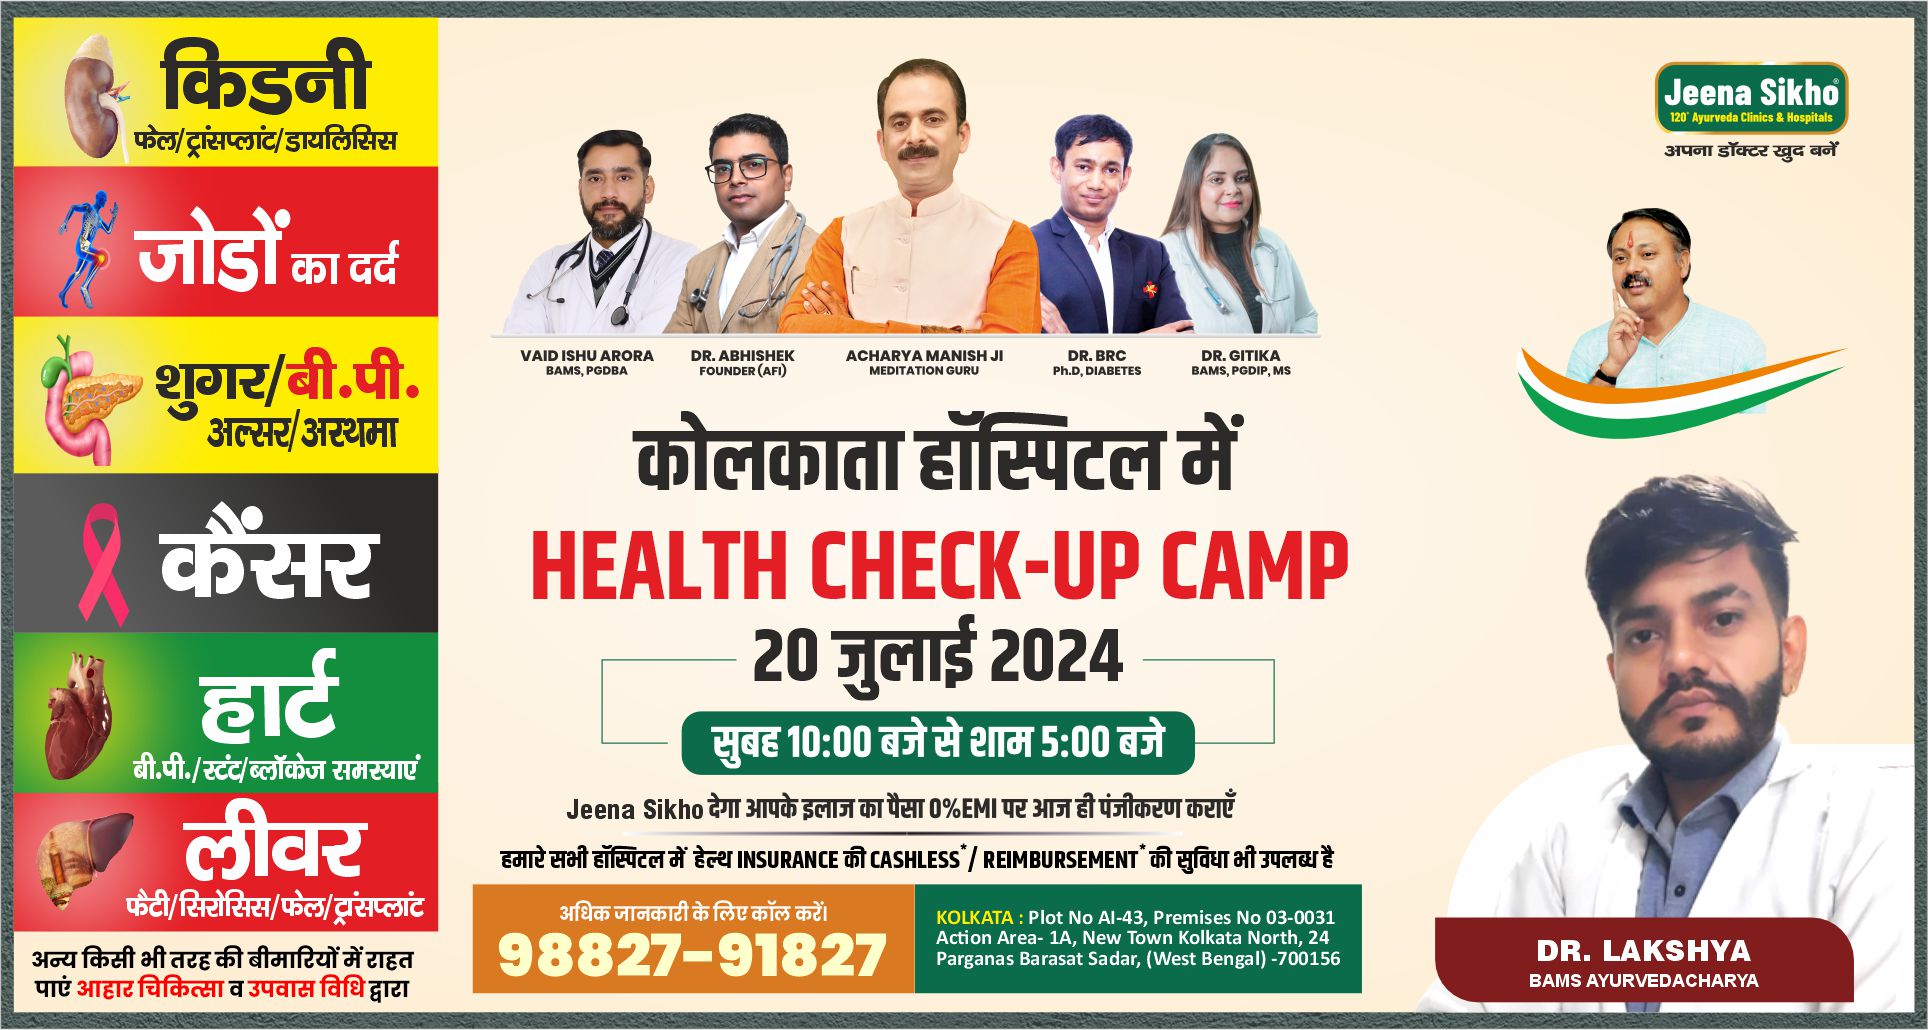 किडनी
फेल/ट्रांसप्लांट/डायलिसिस
जोडों का दर्द
शुगर/बी.पी.
अल्सर/अस्थमा
कैंसर
हार्ट
बी.पी./स्टंट/ब्लॉकेज समस्याएं
लीवर
फैटी/सिरोसिस/फेल/ट्रांसप्लांट
अन्य किसी भी तरह की बीमारियों में राहत
पाएं आहार चिकित्सा व उपवास विधि द्वारा
VAID ISHU ARORA
BAMS, PGDBA
DR. ABHISHEK
FOUNDER (AFI)
ACHARYA MANISH JI
MEDITATION GURU
DR. BRC
Ph.D, DIABETES
DR. GITIKA
BAMS, PGDIP, MS
कोलकाता हॉस्पिटल में
HEALTH CHECK-UP CAMP
20 जुलाई 2024
सुबह 10:00 बजे से शाम 5:00 बजे
Jeena Sikho देगा आपके इलाज का पैसा 0%EMI पर आज ही पंजीकरण कराएँ
हमारे सभी हॉस्पिटल में हेल्थ INSURANCE की CASHLESS*/ REIMBURSEMENT* की सुविधा भी उपलब्ध है
अधिक जानकारी के लिए कॉल करें।
98827-91827
KOLKATA : Plot No AI-43, Premises No 03-0031
Action Area- 1A, New Town Kolkata North, 24
Parganas Barasat Sadar, (West Bengal) -700156
Jeena Sikho®
120+ Ayurveda Clinics & Hospitals
अपना डॉक्टर खुद बनें
DR. LAKSHYA
BAMS AYURVEDACHARYA